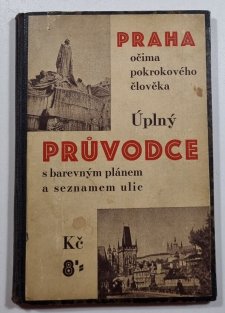 PRAHA
očima
pokrokového
člověka
Úplný
PRŮVODCE
s barevným plánem
a seznamem ulic
Kč
8'-